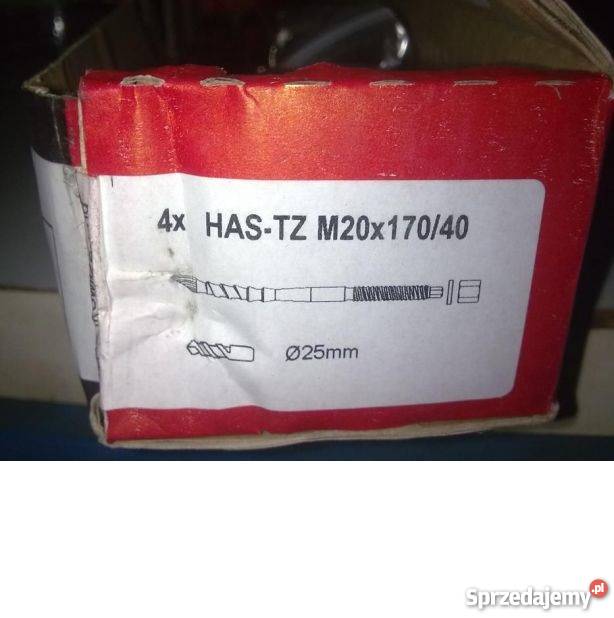 4x HAS-TZ M20x170/40
Ø25mm
Sprzedajemy.pl